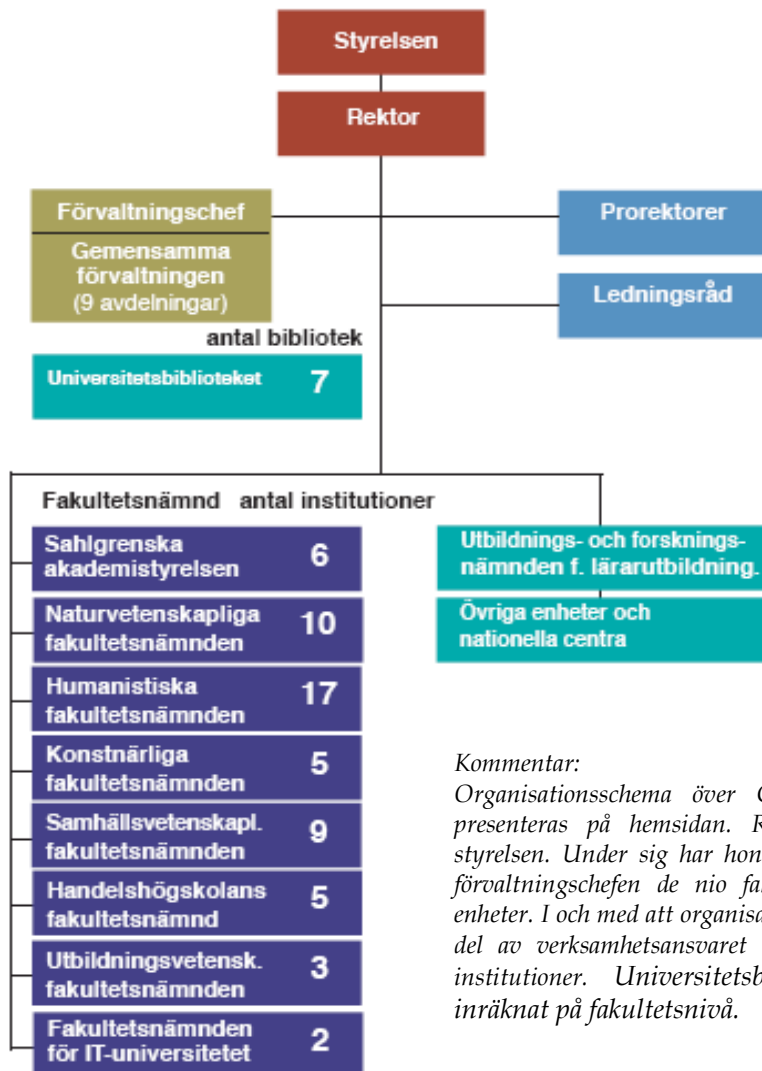 Styrelsen
Rektor
Förvaltningschef
Gemensamma
förvaltningen
(9 avdelningar)
Prorektorer
Ledningsråd
antal bibliotek
Universitetsbiblioteket 7
Fakultetsnämnd antal institutioner
Sahlgrenska
akademistyrelsen 6
Naturvetenskapliga
fakultetsnämnden 10
Humanistiska
fakultetsnämnden 17
Konstnärliga
fakultetsnämnden 5
Samhällsvetenskapl.
fakultetsnämnden 9
Handelshögskolans
fakultetsnämnd 5
Utbildningsvetensk.
fakultetsnämnden 3
Fakultetsnämnden
för IT-universitetet 2
Utbildnings- och forsknings-
nämnden f. lärarutbildning.
Övriga enheter och
nationella centra
Kommentar:
Organisationsschema över
presenteras på hemsidan.
styrelsen. Under sig har hon
förvaltningschefen de nio
enheter. I och med att
del av verksamhetsansvaret
institutioner.
inräknat på fakultetsnivå.